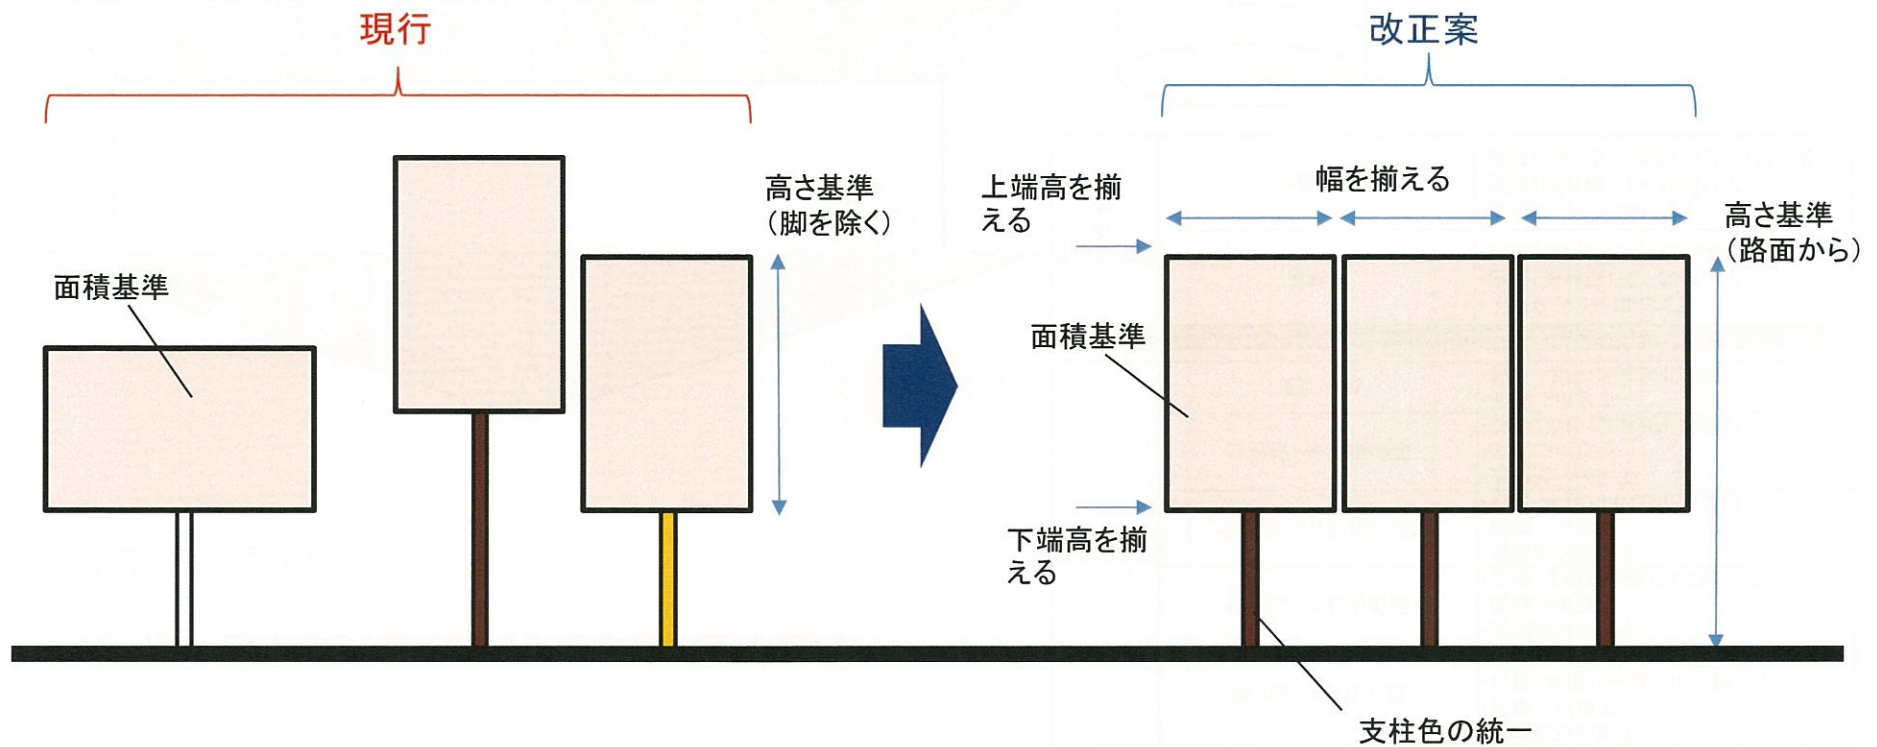 現行
改正案
高さ基準
(脚を除く)
面積基準
上端高を揃
える
幅を揃える
高さ基準
(路面から)
面積基準
下端高を揃
える
支柱色の統一